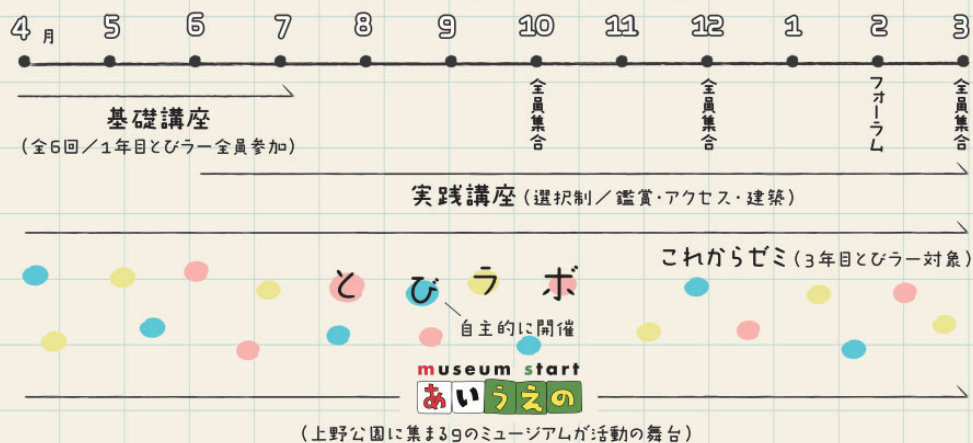 4月 5 6 7 8 9 10 11 12 1 2 3
全員集合
全員集合
フォーラム
全員集合
基礎講座
(全6回/1年目とびラー全員参加)
実践講座(選択制/鑑賞・アクセス・建築)
これからゼミ(3年目とびラー対象)
とびラボ
自主的に開催
museum start
あいうえの
(上野公園に集まる9のミュージアムが活動の舞台)